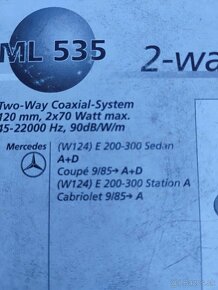 ML 535
2-wa
Two-Way Coaxial-System
120 mm, 2x70 Watt max.
45-22000 Hz, 90dB/W/m
Mercedes
(W124) E 200-300 Sedan
A+D
Coupé 9/85→ A+D
(W124) E 200-300 Station A
Cabriolet 9/85→ A